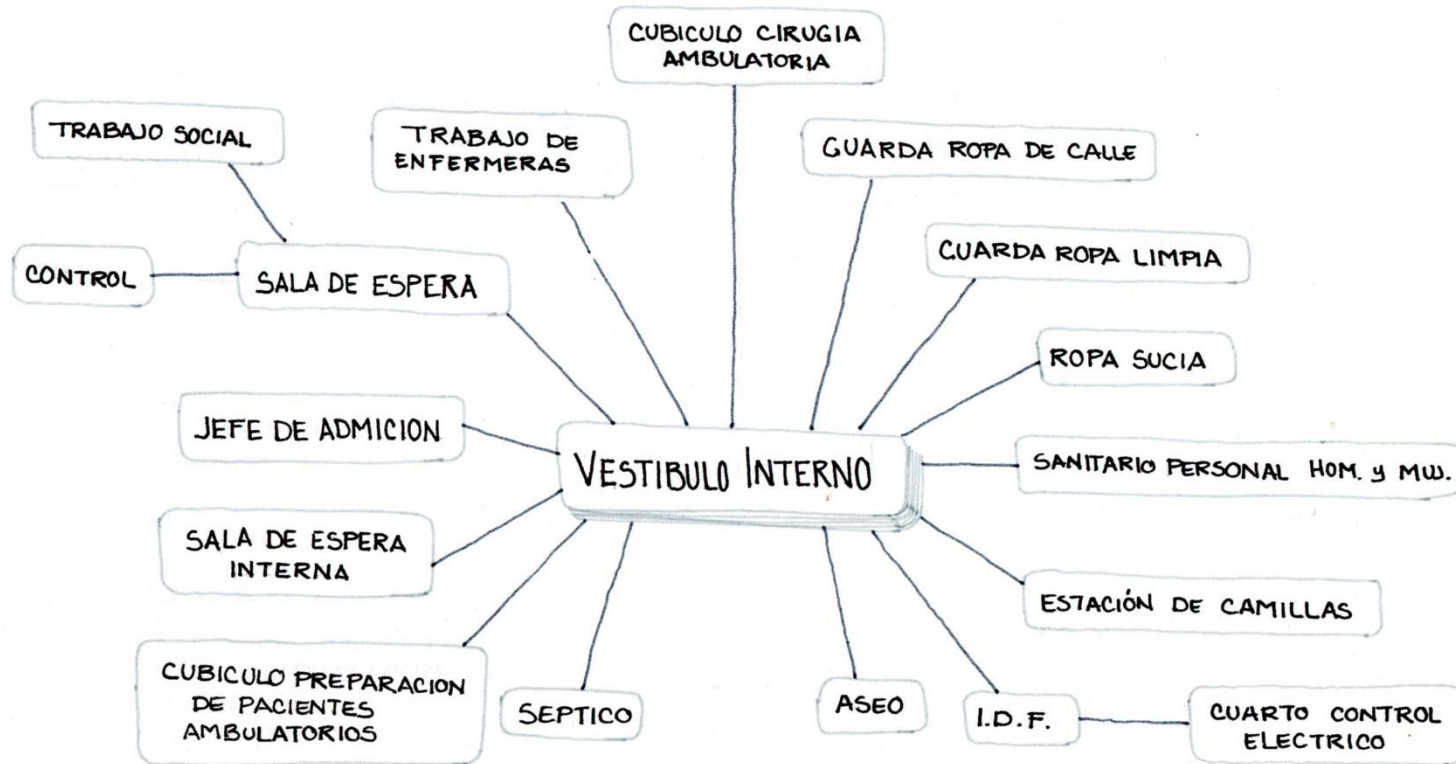 CUBICULO CIRUGIA
AMBULATORIA
TRABAJO SOCIAL
TRABAJO DE
ENFERMERAS
GUARDA ROPA DE CALLE
CONTROL
SALA DE ESPERA
CUARDA ROPA LIMPIA
ROPA SUCIA
JEFE DE ADMICION
VESTIBULO INTERNO
SANITARIO PERSONAL HOM. y MUJ.
SALA DE ESPERA
INTERNA
ESTACIÓN DE CAMILLAS
CUBICULO PREPARACION
DE PACIENTES
AMBULATORIOS
SEPTICO
ASEO
I.D.F.
CUARTO CONTROL
ELECTRICO